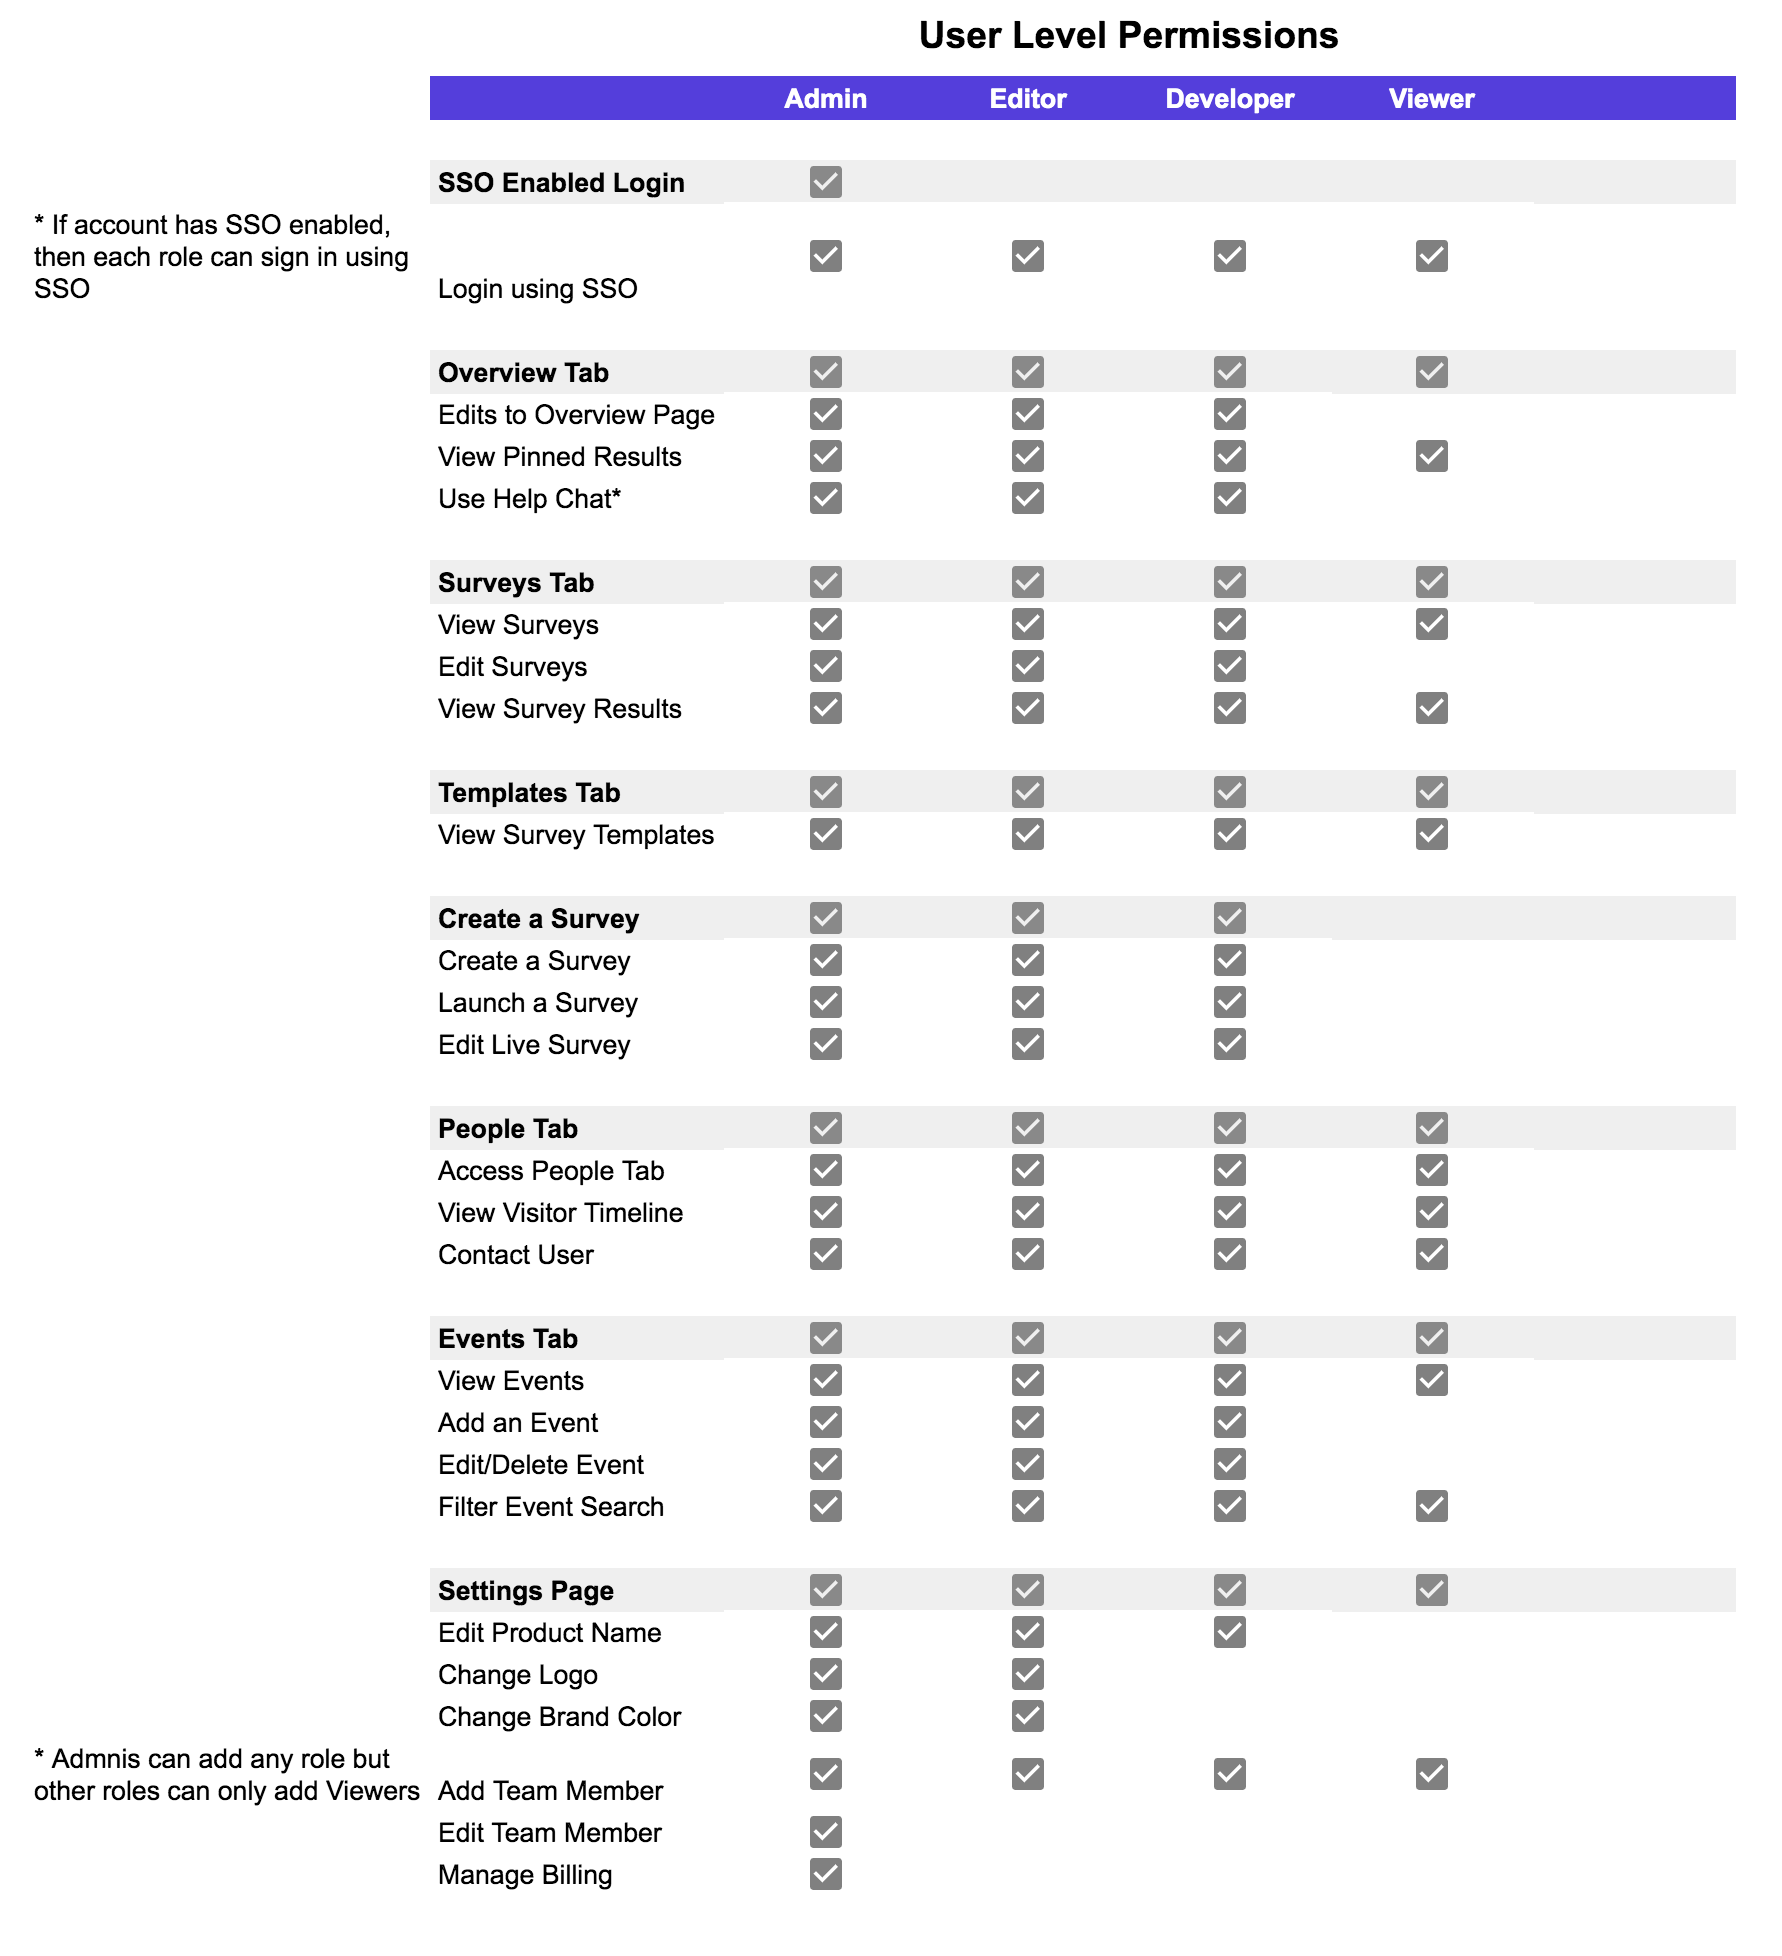 User Level Permissions
Admin Editor Developer Viewer
SSO Enabled Login
* If account has SSO enabled,
then each role can sign in using
SSO
Login using SSO
Overview Tab
Edits to Overview Page
View Pinned Results
Use Help Chat*
Surveys Tab
View Surveys
Edit Surveys
View Survey Results
Templates Tab
View Survey Templates
Create a Survey
Create a Survey
Launch a Survey
Edit Live Survey
People Tab
Access People Tab
View Visitor Timeline
Contact User
Events Tab
View Events
Add an Event
Edit/Delete Event
Filter Event Search
Settings Page
Edit Product Name
Change Logo
Change Brand Color
* Admnis can add any role but
other roles can only add Viewers
Add Team Member
Edit Team Member
Manage Billing